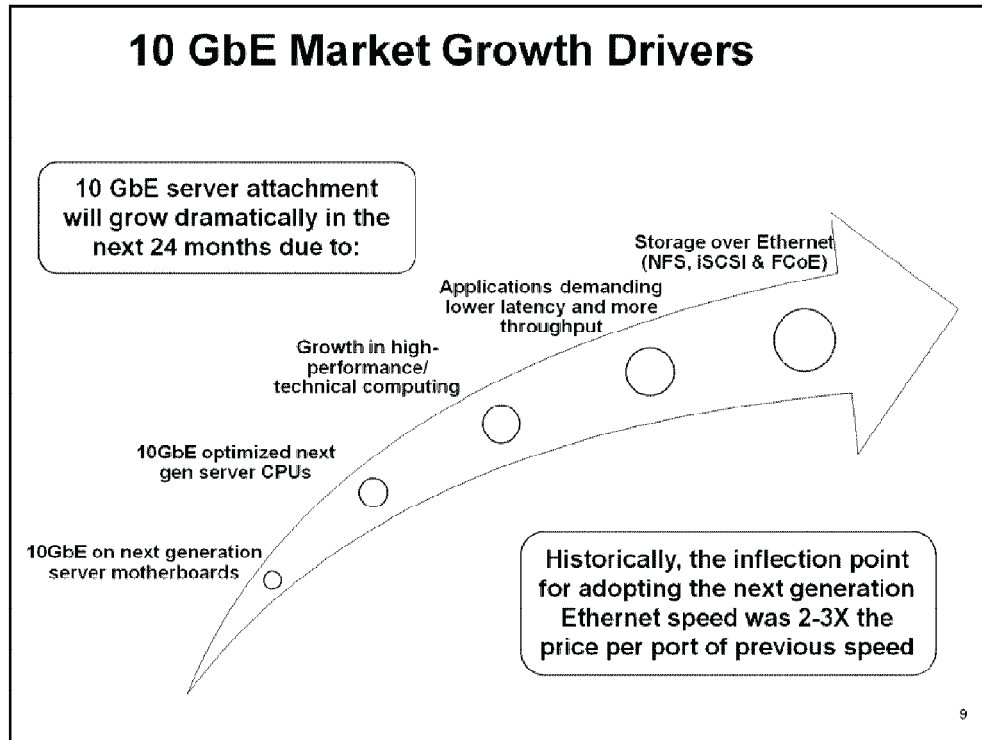 10 GbE Market Growth Drivers
10 GbE server attachment
will grow dramatically in the
next 24 months due to:
Storage over Ethernet
(NFS, iSCSI & FCoE)
Applications demanding
lower latency and more
throughput
Growth in high-
performance/
technical computing
10GbE optimized next
gen server CPUs
10GbE on next generation
server motherboards
Historically, the inflection point
for adopting the next generation
Ethernet speed was 2-3X the
price per port of previous speed
9